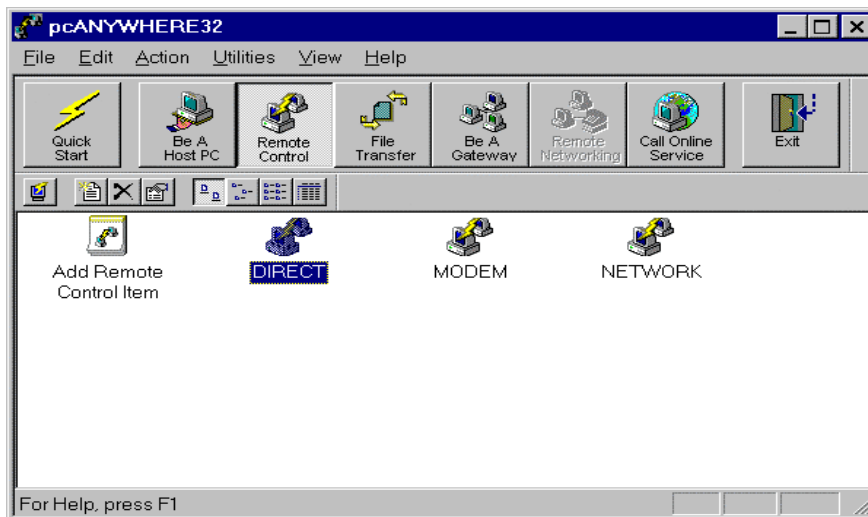 pcANYWHERE32
File Edit Action Utilities View Help
Quick
Start
Be A
Host PC
Remote
Control
File
Transfer
Be A
Gateway
Remote
Networking
Call Online
Service
Exit
Add Remote
Control Item
DIRECT
MODEM
NETWORK
For Help, press F1